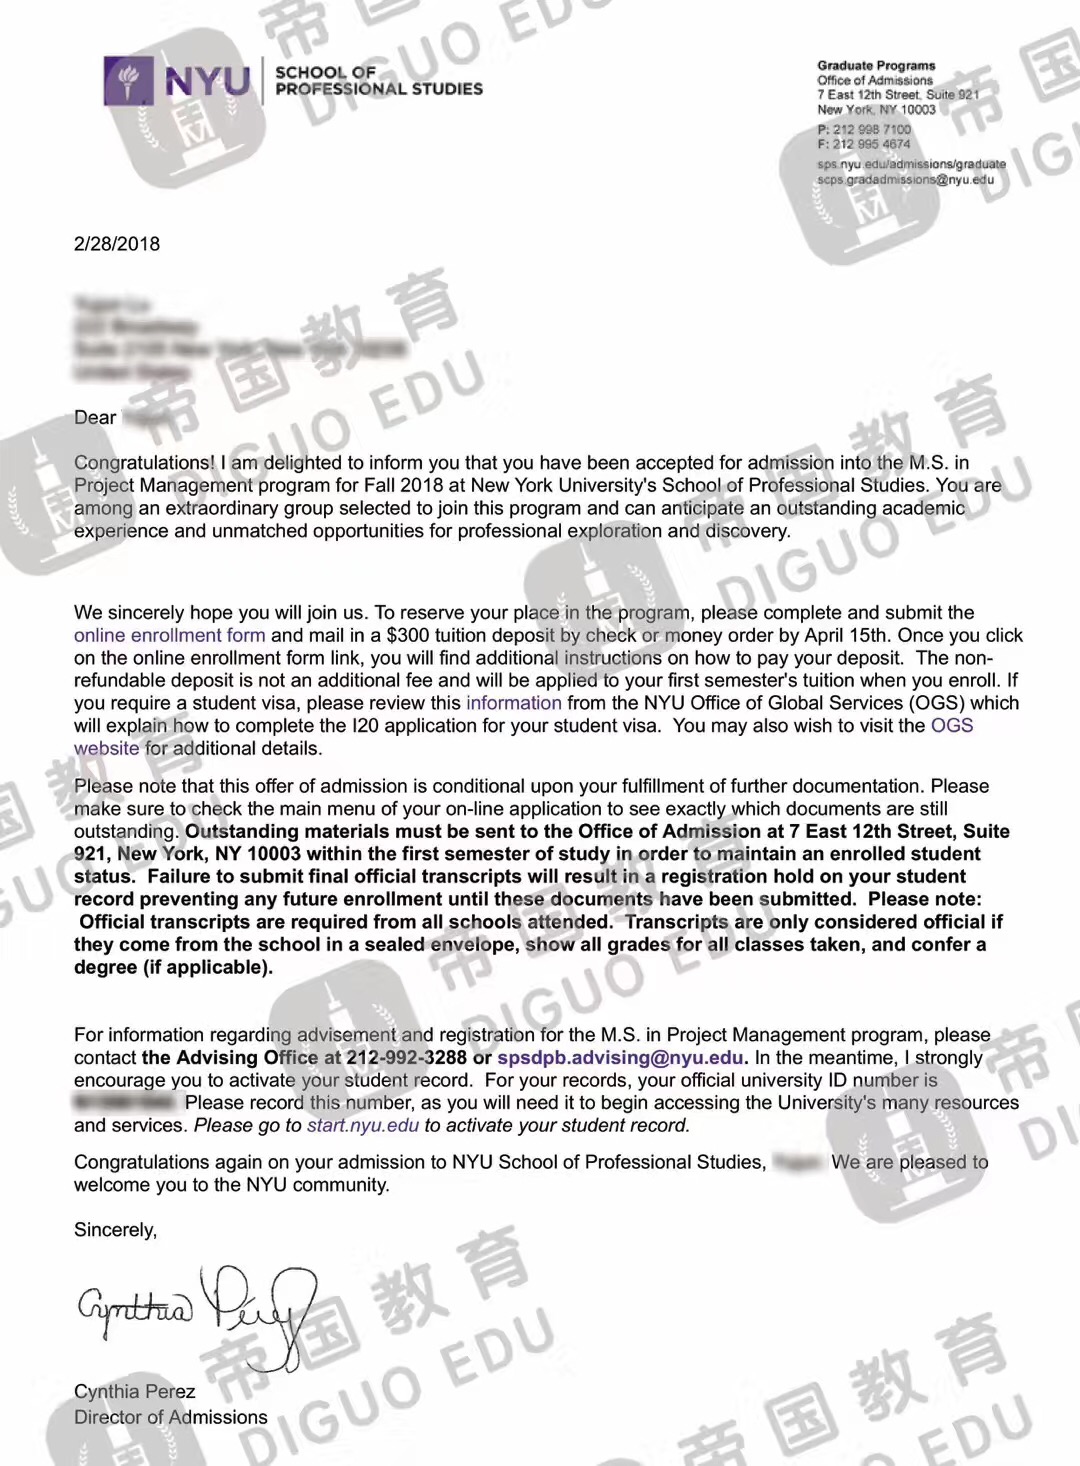 NYU
SCHOOL OF
PROFESSIONAL STUDIES
Graduate Programs
Office of Admissions
7 East 12th Street, Suite 921
New York, NY 10003
P: 212 998 7100
F: 212 995 4674
sps.nyu.edu/admissions/graduate
scps.gradadmissions@nyu.edu
帝国教育
DIGUO EDU
2/28/2018
Dear
Congratulations! I am delighted to inform you that you have been accepted for admission into the M.S. in
Project Management program for Fall 2018 at New York University's School of Professional Studies. You are
among an extraordinary group selected to join this program and can anticipate an outstanding academic
experience and unmatched opportunities for professional exploration and discovery.
We sincerely hope you will join us. To reserve your place in the program, please complete and submit the
online enrollment form and mail in a $300 tuition deposit by check or money order by April 15th. Once you click
on the online enrollment form link, you will find additional instructions on how to pay your deposit.  The non-
refundable deposit is not an additional fee and will be applied to your first semester's tuition when you enroll. If
you require a student visa, please review this information from the NYU Office of Global Services (OGS) which
will explain how to complete the I20 application for your student visa.  You may also wish to visit the OGS
website for additional details.
Please note that this offer of admission is conditional upon your fulfillment of further documentation. Please
make sure to check the main menu of your on-line application to see exactly which documents are still
outstanding. Outstanding materials must be sent to the Office of Admission at 7 East 12th Street, Suite
921, New York, NY 10003 within the first semester of study in order to maintain an enrolled student
status.  Failure to submit final official transcripts will result in a registration hold on your student
record preventing any future enrollment until these documents have been submitted.  Please note:
Official transcripts are required from all schools attended.  Transcripts are only considered official if
they come from the school in a sealed envelope, show all grades for all classes taken, and confer a
degree (if applicable).
For information regarding advisement and registration for the M.S. in Project Management program, please
contact the Advising Office at 212-992-3288 or spsdpb.advising@nyu.edu. In the meantime, I strongly
encourage you to activate your student record.  For your records, your official university ID number is
Please record this number, as you will need it to begin accessing the University's many resources
and services. Please go to start.nyu.edu to activate your student record.
Congratulations again on your admission to NYU School of Professional Studies, We are pleased to
welcome you to the NYU community.
Sincerely,
Cynthia Perez
Cynthia Perez
Director of Admissions